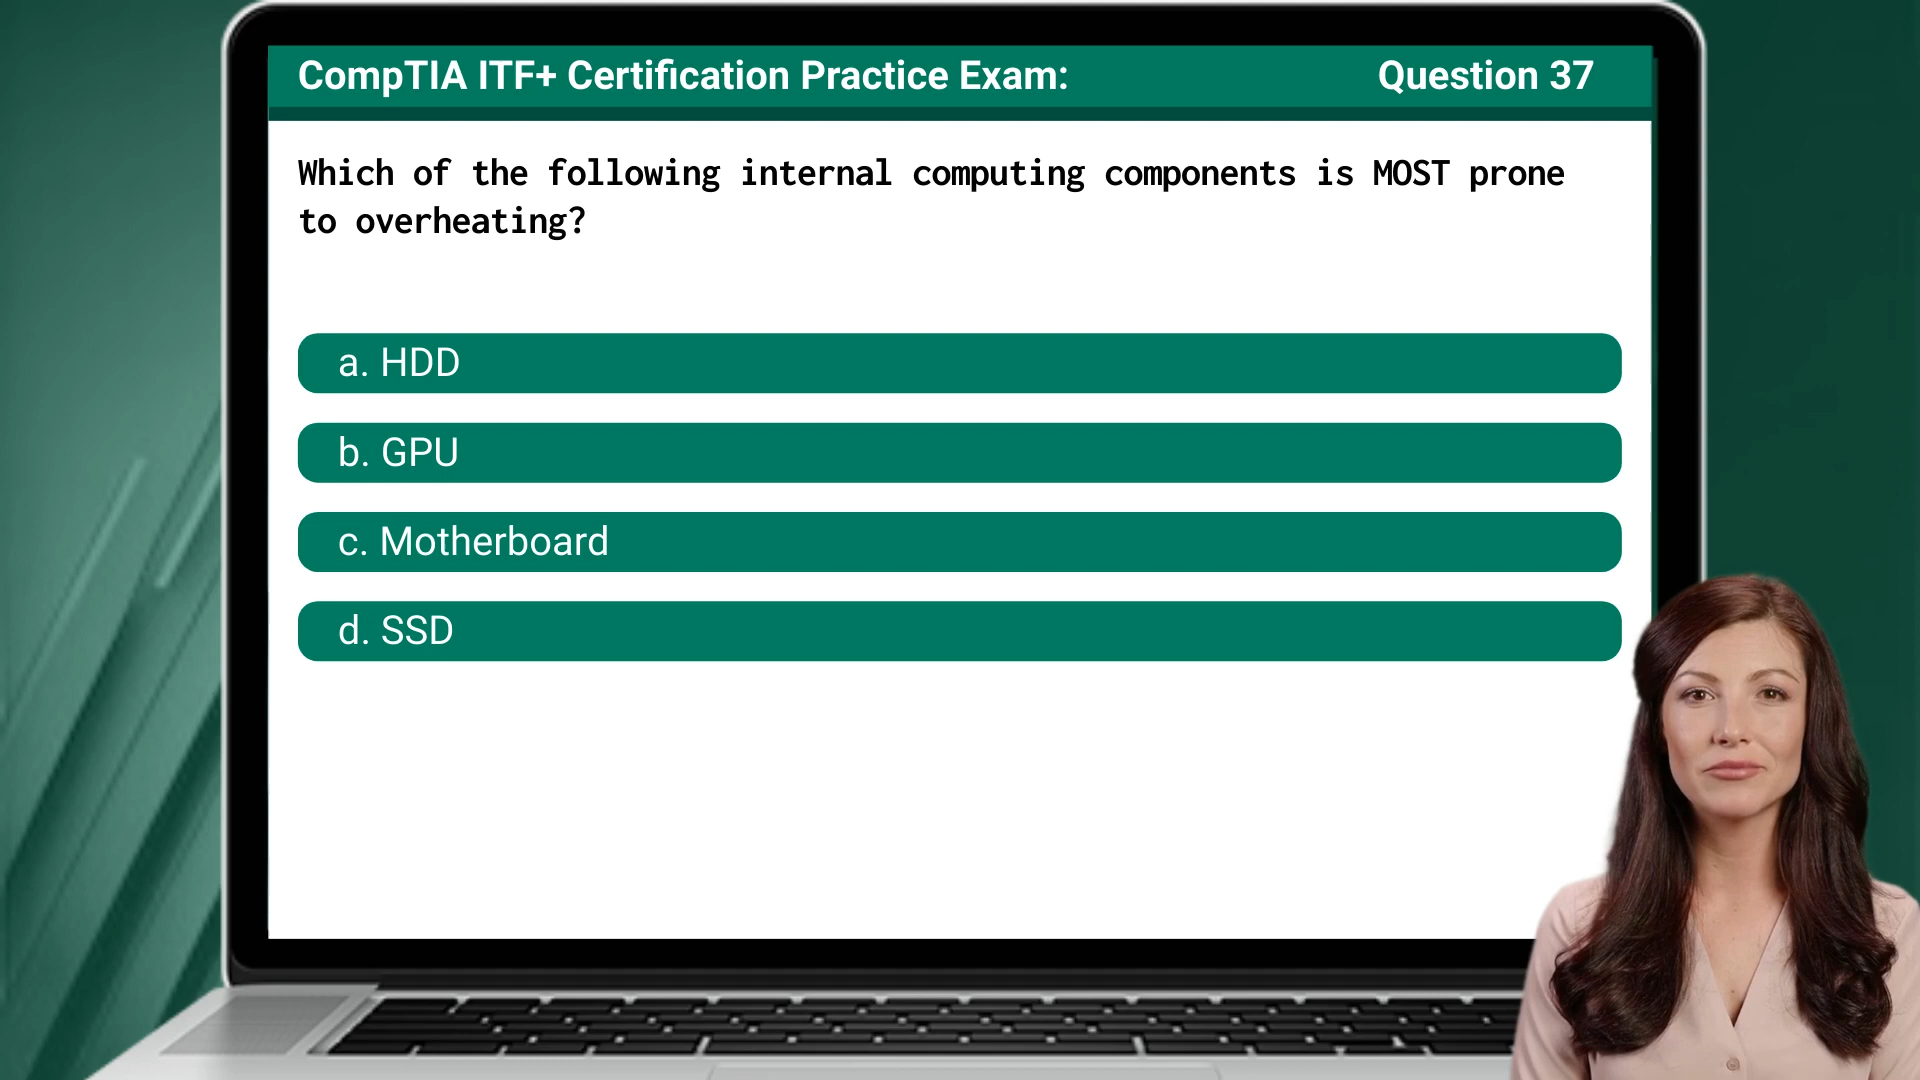 CompTIA ITF+ Certification Practice Exam: Question 37
Which of the following internal computing components is MOST prone
to overheating?
a. HDD
b. GPU
c. Motherboard
d. SSD